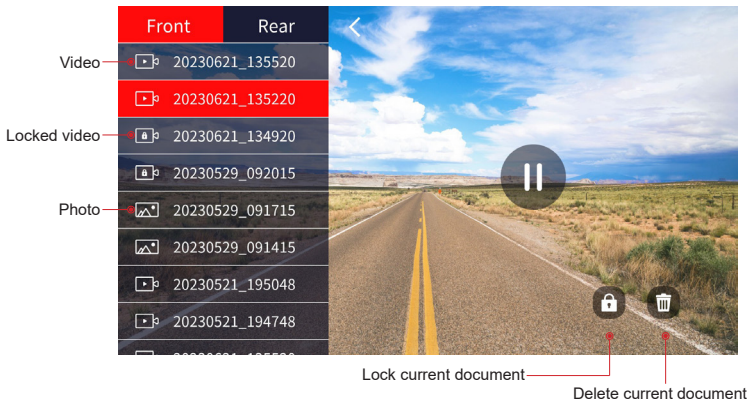 Front Rear
Video 20230621_135520
20230621_135220
Locked video 20230621_134920
20230529_092015
Photo 20230529_091715
20230529_091415
20230521_195048
20230521_194748
Lock current document
Delete current document